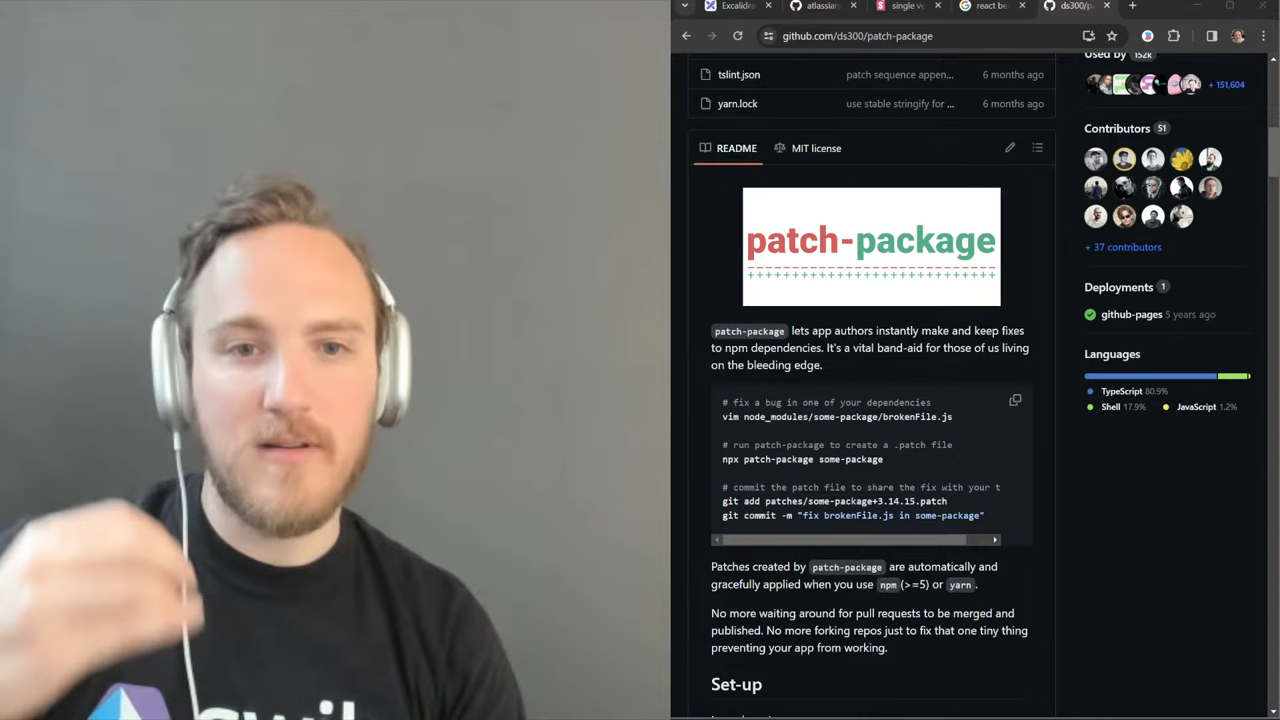 Excalidra
atlassian
single ve
react be
ds300/p
github.com/ds300/patch-package
Used by 152k
tslint.json
patch sequence appen...
6 months ago
+ 151,604
yarn.lock
use stable stringify for ...
6 months ago
Contributors 51
README
MIT license
patch-package
+ 37 contributors
Deployments 1
github-pages 5 years ago
patch-package lets app authors instantly make and keep fixes
to npm dependencies. It's a vital band-aid for those of us living
on the bleeding edge.
Languages
TypeScript 80.9%
Shell 17.9%
JavaScript 1.2%
# fix a bug in one of your dependencies
vim node_modules/some-package/brokenFile.js
# run patch-package to create a .patch file
npx patch-package some-package
# commit the patch file to share the fix with your t
git add patches/some-package+3.14.15.patch
git commit -m "fix brokenFile.js in some-package"
Patches created by patch-package are automatically and
gracefully applied when you use npm(>=5) or yarn.
No more waiting around for pull requests to be merged and
published. No more forking repos just to fix that one tiny thing
preventing your app from working.
Set-up